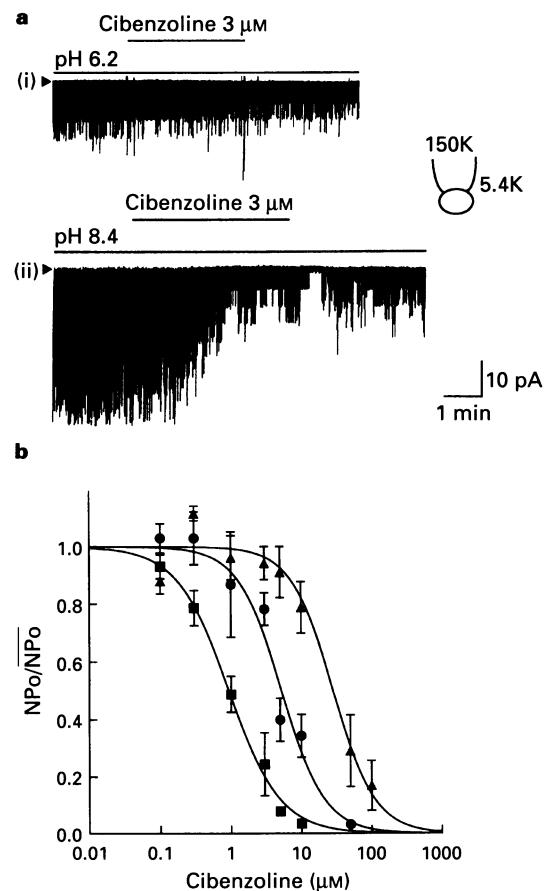 a
Cibenzoline 3 μM
pH 6.2
(i)
150K
5.4K
Cibenzoline 3 μM
pH 8.4
(ii)
10 pA
1 min
b
1.0
0.8
0.6
0.4
0.2
0.0
NPo/NPo
0.01 0.1 1 10 100 1000
Cibenzoline (μM)